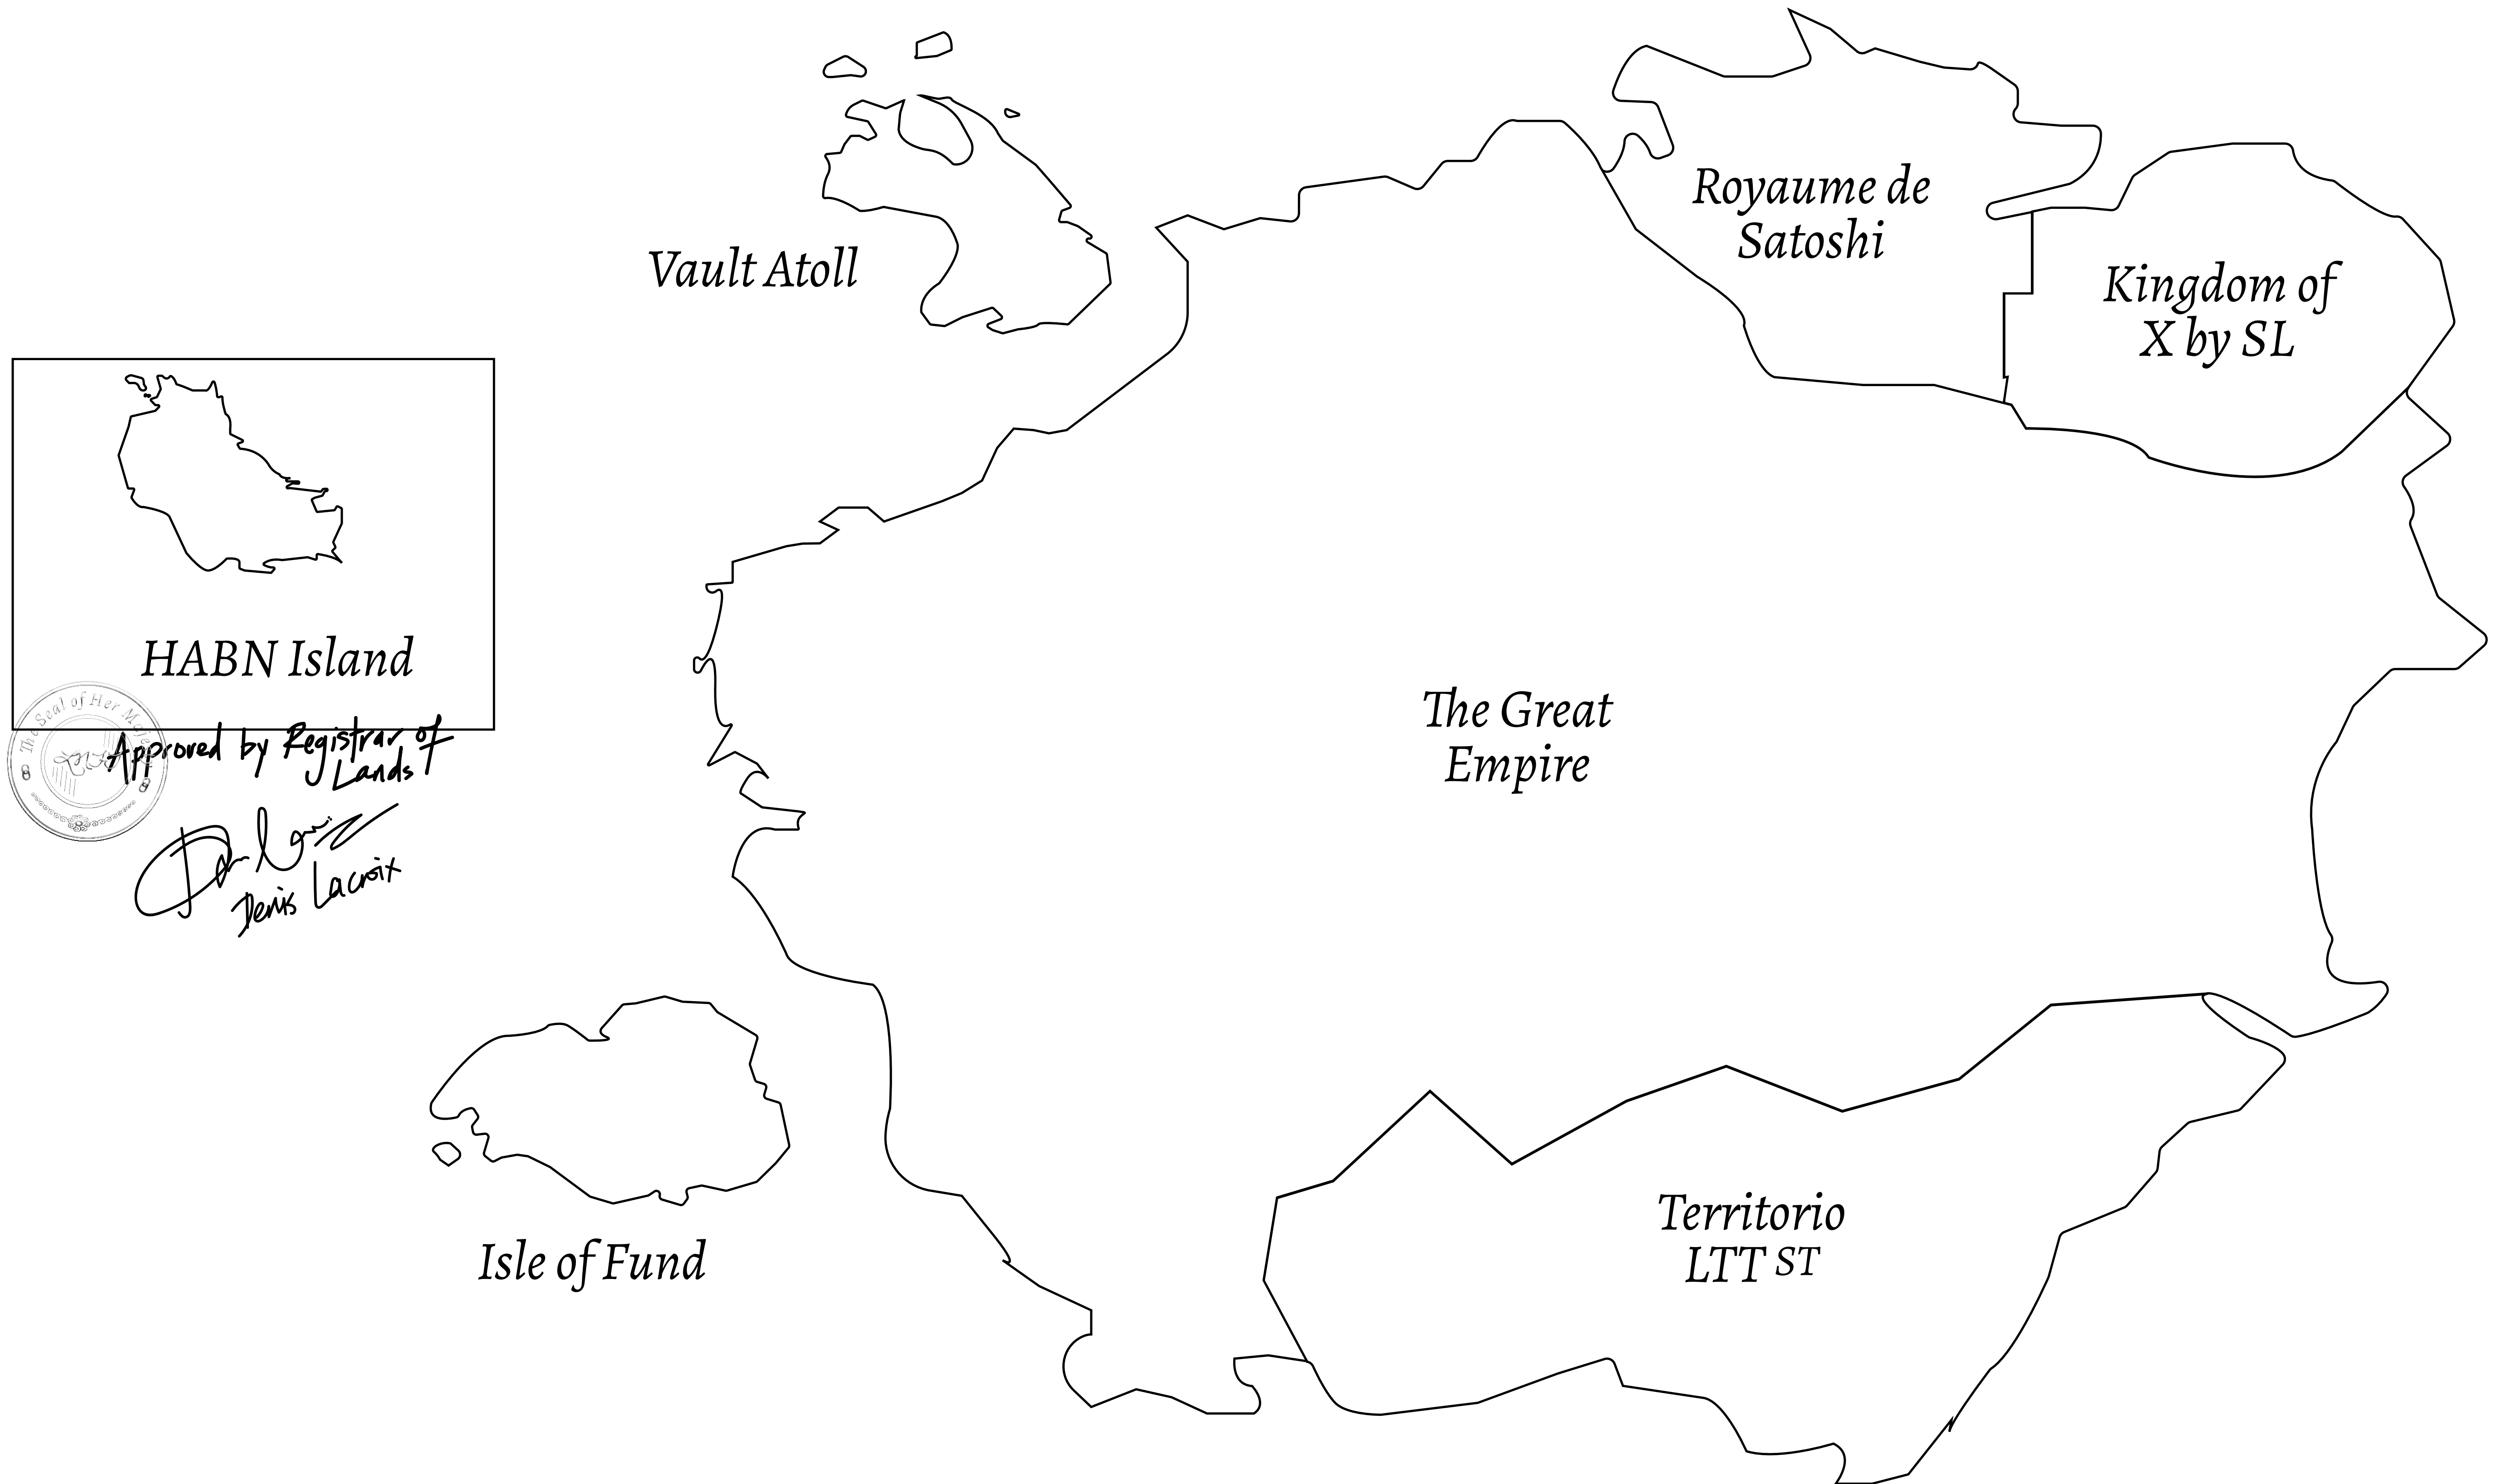 Vault Atoll
Royaume de
Satoshi
Kingdom of
X by SL
HABN Island
The Seal of Her
Approved by Registrar of
Lands
Denis Lacroix
The Great
Empire
Isle of Fund
Territorio
LTT ST